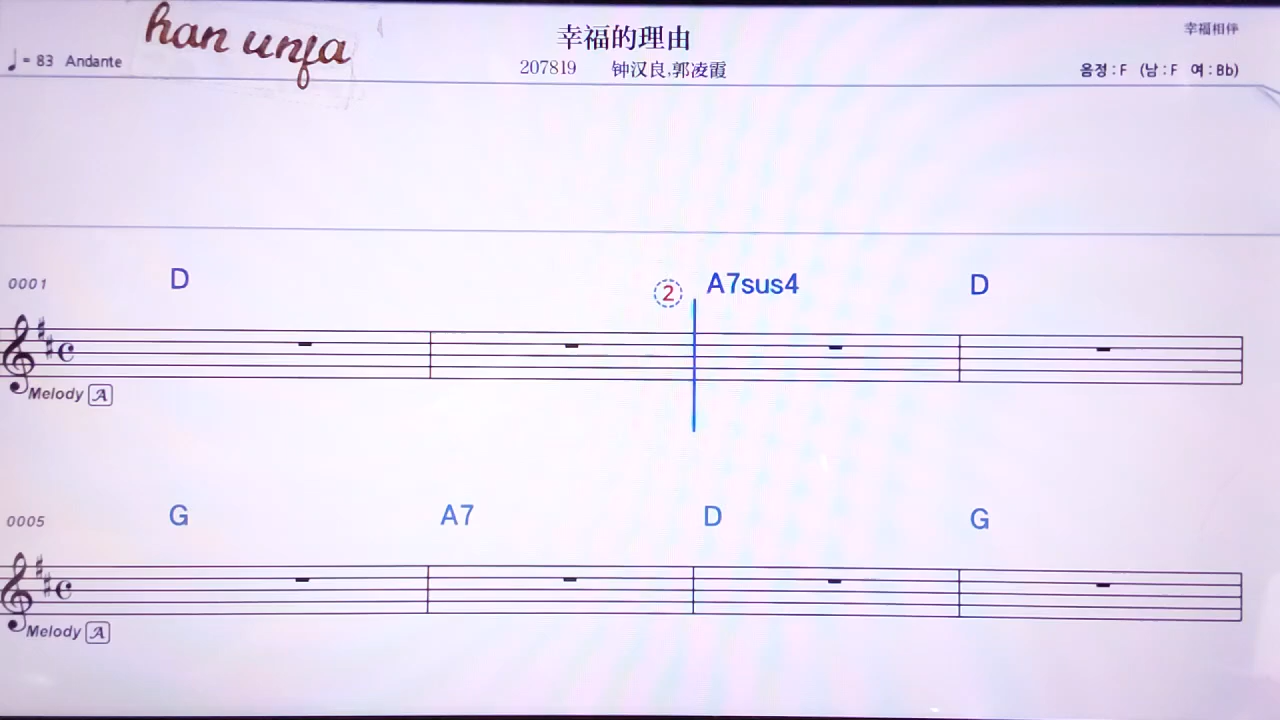 han unfa
幸福的理由
幸福相伴
♩ = 83 Andante
207819 钟汉良,郭凌霞
음정 : F (남 : F 여 : Bb)
0001 D ② A7sus4 D
Melody A
0005 G A7 D G
Melody A